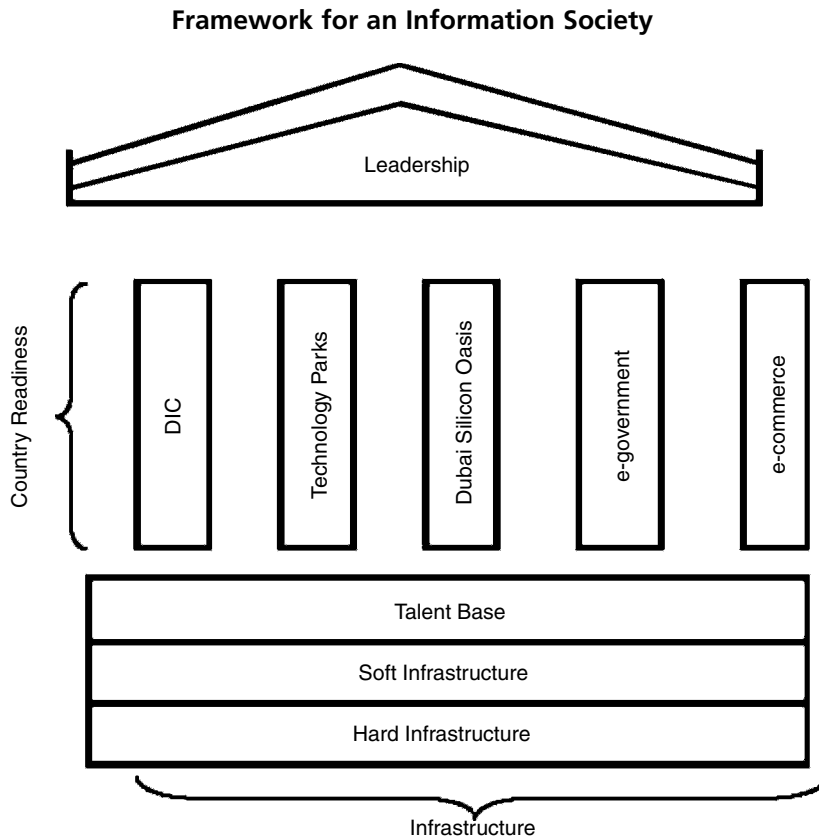 Framework for an Information Society
Leadership
Country Readiness
DIC
Technology Parks
Dubai Silicon Oasis
e-government
e-commerce
Talent Base
Soft Infrastructure
Hard Infrastructure
Infrastructure